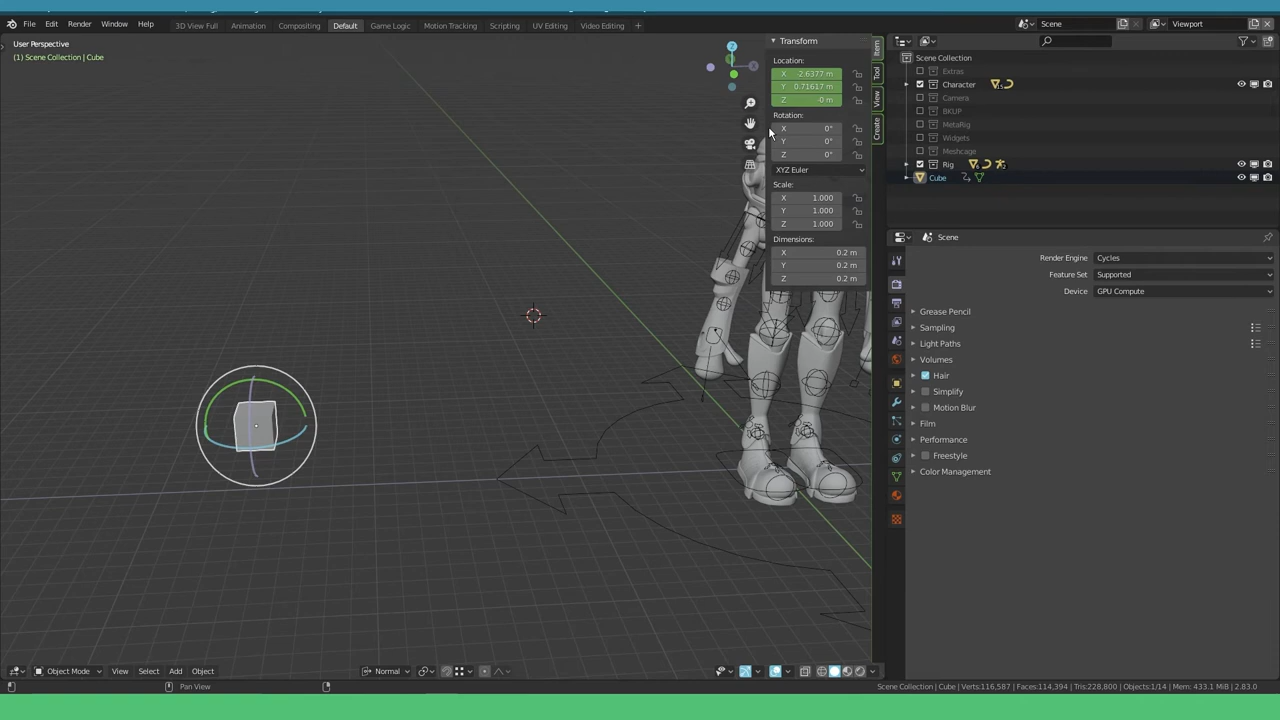 File Edit Render Window Help 3D View Full Animation Compositing Default Game Logic Motion Tracking Scripting UV Editing Video Editing + Scene Viewport
User Perspective
(1) Scene Collection | Cube
Z
Transform
Location:
X -2.6377 m
Y 0.71617 m
Z -0 m
Rotation:
X 0°
Y 0°
Z 0°
XYZ Euler
Scale:
X 1.000
Y 1.000
Z 1.000
Dimensions:
X 0.2 m
Y 0.2 m
Z 0.2 m
Item
Tool
View
Create
Scene Collection
Extras
Character 15
Camera
BKUP
MetaRig
Widgets
Meshcage
Rig
Cube
Scene
Render Engine Cycles
Feature Set Supported
Device GPU Compute
Grease Pencil
Sampling
Light Paths
Volumes
Hair
Simplify
Motion Blur
Film
Performance
Freestyle
Color Management
Object Mode View Select Add Object Normal
Pan View
Scene Collection | Cube | Verts:116,587 | Faces:114,394 | Tris:228,800 | Objects:1/14 | Mem: 433.1 MiB | 2.83.0